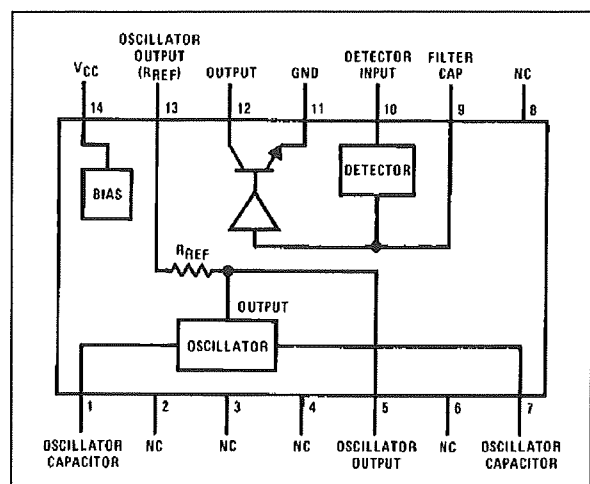 OSCILLATOR
OUTPUT
(RREF)
VCC
OUTPUT
GND
DETECTOR
INPUT
FILTER
CAP
NC
14
13
12
11
10
9
8
BIAS
DETECTOR
RREF
OUTPUT
OSCILLATOR
1
2
3
4
5
6
7
OSCILLATOR
CAPACITOR
NC
NC
NC
OSCILLATOR
OUTPUT
NC
OSCILLATOR
CAPACITOR